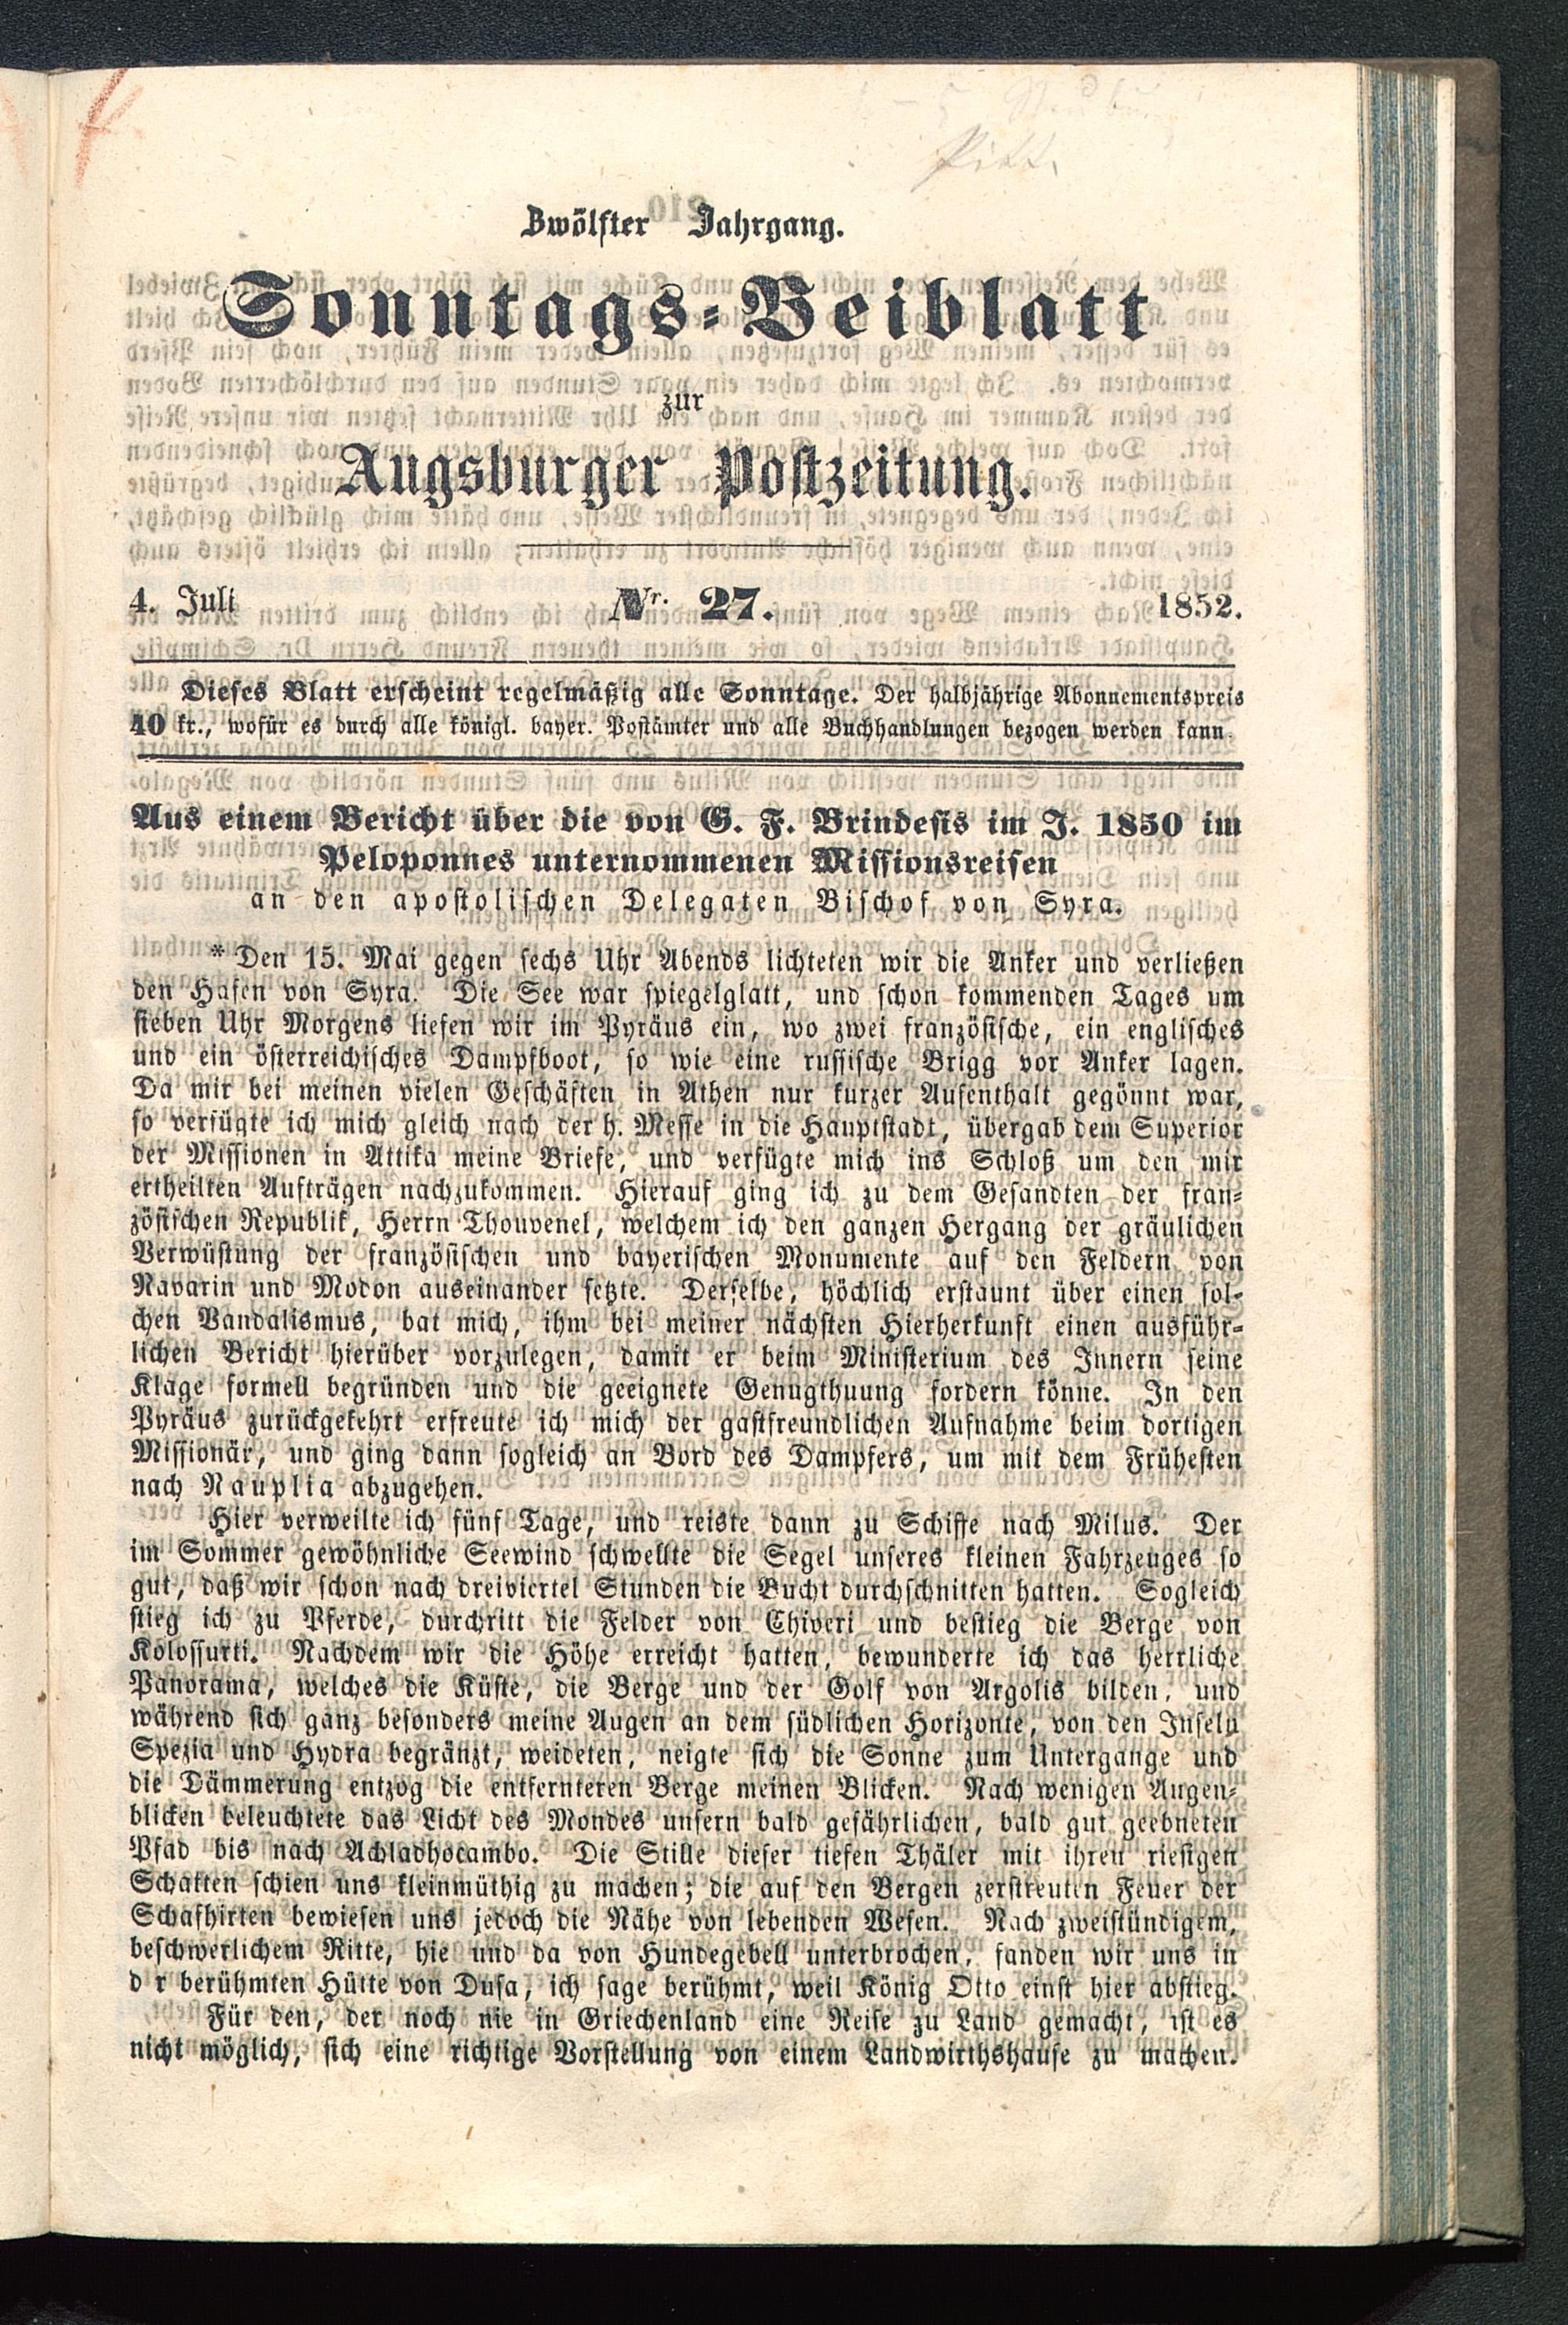 Zwölfter Jahrgang.
Sonntags-Beiblatt
zur
Augsburger Postzeitung.
4. Juli Nr. 27. 1852.
Dieses Blatt erscheint regelmäßig alle Sonntage. Der halbjährige Abonnementspreis
40 kr., wofür es durch alle königl. bayer. Postämter und alle Buchhandlungen bezogen werden kann.
Aus einem Bericht über die von G. F. Brindesis im J. 1850 im
Peloponnes unternommenen Missionsreisen
an den apostolischen Delegaten Bischof von Syra.
* Den 15. Mai gegen sechs Uhr Abends lichteten wir die Anker und verließen
den Hafen von Syra. Die See war spiegelglatt, und schon kommenden Tages um
sieben Uhr Morgens liefen wir im Pyräus ein, wo zwei französische, ein englisches
und ein österreichisches Dampfboot, so wie eine russische Brigg vor Anker lagen.
Da mir bei meinen vielen Geschäften in Athen nur kurzer Aufenthalt gegönnt war,
so verfügte ich mich gleich nach der h. Messe in die Hauptstadt, übergab dem Superior
der Missionen in Attika meine Briefe, und verfügte mich ins Schloß um den mir
ertheilten Aufträgen nachzukommen. Hierauf ging ich zu dem Gesandten der fran-
zösischen Republik, Herrn Thouvenel, welchem ich den ganzen Hergang der gräulichen
Verwüstung der französischen und bayerischen Monumente auf den Feldern von
Navarin und Modon auseinander setzte. Derselbe, höchlich erstaunt über einen sol-
chen Vandalismus, bat mich, ihm bei meiner nächsten Hierherkunft einen ausführ-
lichen Bericht hierüber vorzulegen, damit er beim Ministerium des Innern seine
Klage formell begründen und die geeignete Genugthuung fordern könne. In den
Pyräus zurückgekehrt erfreute ich mich der gastfreundlichen Aufnahme beim dortigen
Missionär, und ging dann sogleich an Bord des Dampfers, um mit dem Frühesten
nach Nauplia abzugehen.
Hier verweilte ich fünf Tage, und reiste dann zu Schiffe nach Milus. Der
im Sommer gewöhnliche Seewind schwellte die Segel unseres kleinen Fahrzeuges so
gut, daß wir schon nach dreiviertel Stunden die Bucht durchschnitten hatten. Sogleich
stieg ich zu Pferde, durchritt die Felder von Chiveri und bestieg die Berge von
Kolossurti. Nachdem wir die Höhe erreicht hatten, bewunderte ich das herrliche
Panorama, welches die Küste, die Berge und der Golf von Argolis bilden, und
während sich ganz besonders meine Augen an dem südlichen Horizonte, von den Inseln
Spezia und Hydra begränzt, weideten, neigte sich die Sonne zum Untergange und
die Dämmerung entzog die entfernteren Berge meinen Blicken. Nach wenigen Augen-
blicken beleuchtete das Licht des Mondes unsern bald gefährlichen, bald gut geebneten
Pfad bis nach Achladhocambo. Die Stille dieser tiefen Thäler mit ihren riesigen
Schatten schien uns kleinmüthig zu machen; die auf den Bergen zerstreuten Feuer der
Schafhirten bewiesen uns jedoch die Nähe von lebenden Wesen. Nach zweistündigem,
beschwerlichem Ritte, hie und da von Hundegebell unterbrochen, fanden wir uns in
d r berühmten Hütte von Dusa, ich sage berühmt, weil König Otto einst hier abstieg.
Für den, der noch nie in Griechenland eine Reise zu Land gemacht, ist es
nicht möglich, sich eine richtige Vorstellung von einem Landwirthshause zu machen.